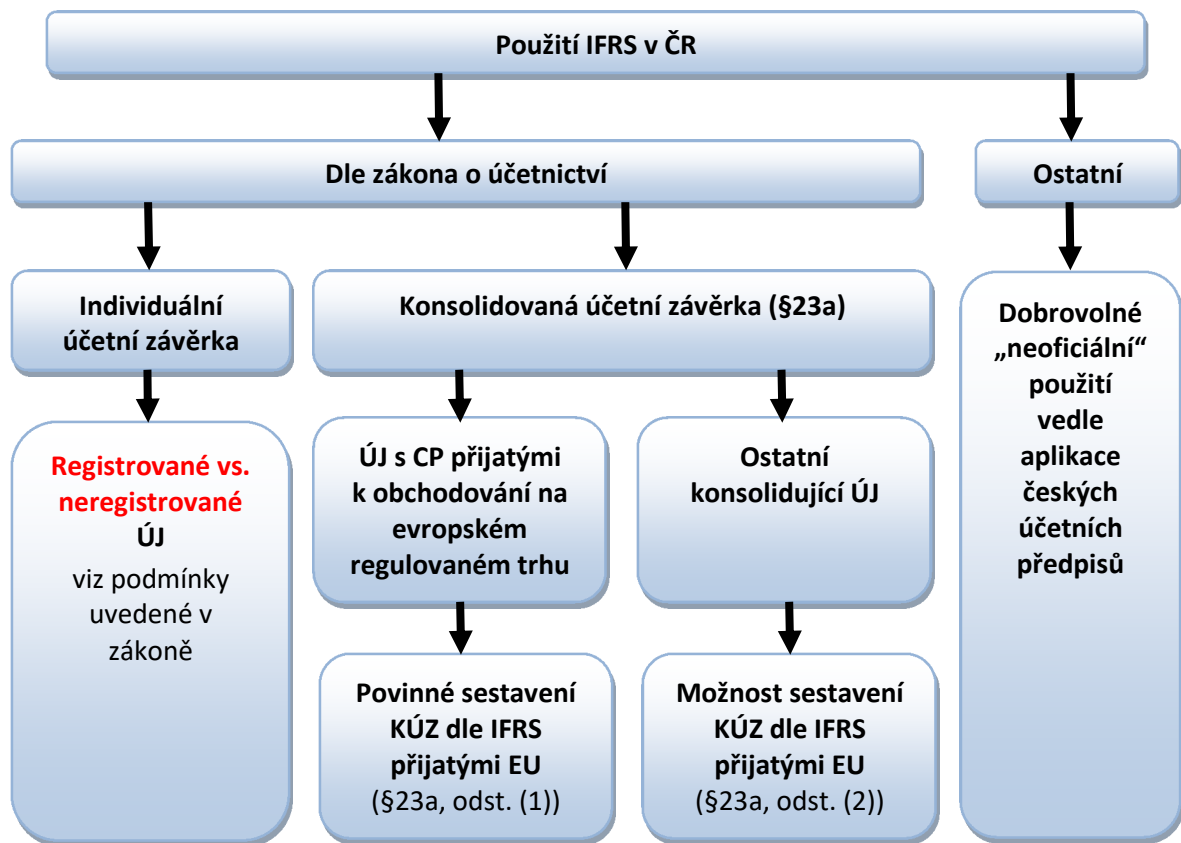 Použití IFRS v ČR
Dle zákona o účetnictví
Ostatní
Individuální
účetní závěrka
Konsolidovaná účetní závěrka (§23a)
Dobrovolné
„neoficiální“
použití
vedle
aplikace
českých
účetních
předpisů
Registrované vs.
neregistrované
ÚJ
viz podmínky
uvedené v
zákoně
ÚJ s CP přijatými
k obchodování na
evropském
regulovaném trhu
Ostatní
konsolidující ÚJ
Povinné sestavení
KÚZ dle IFRS
přijatými EU
(§23a, odst. (1))
Možnost sestavení
KÚZ dle IFRS
přijatými EU
(§23a, odst. (2))